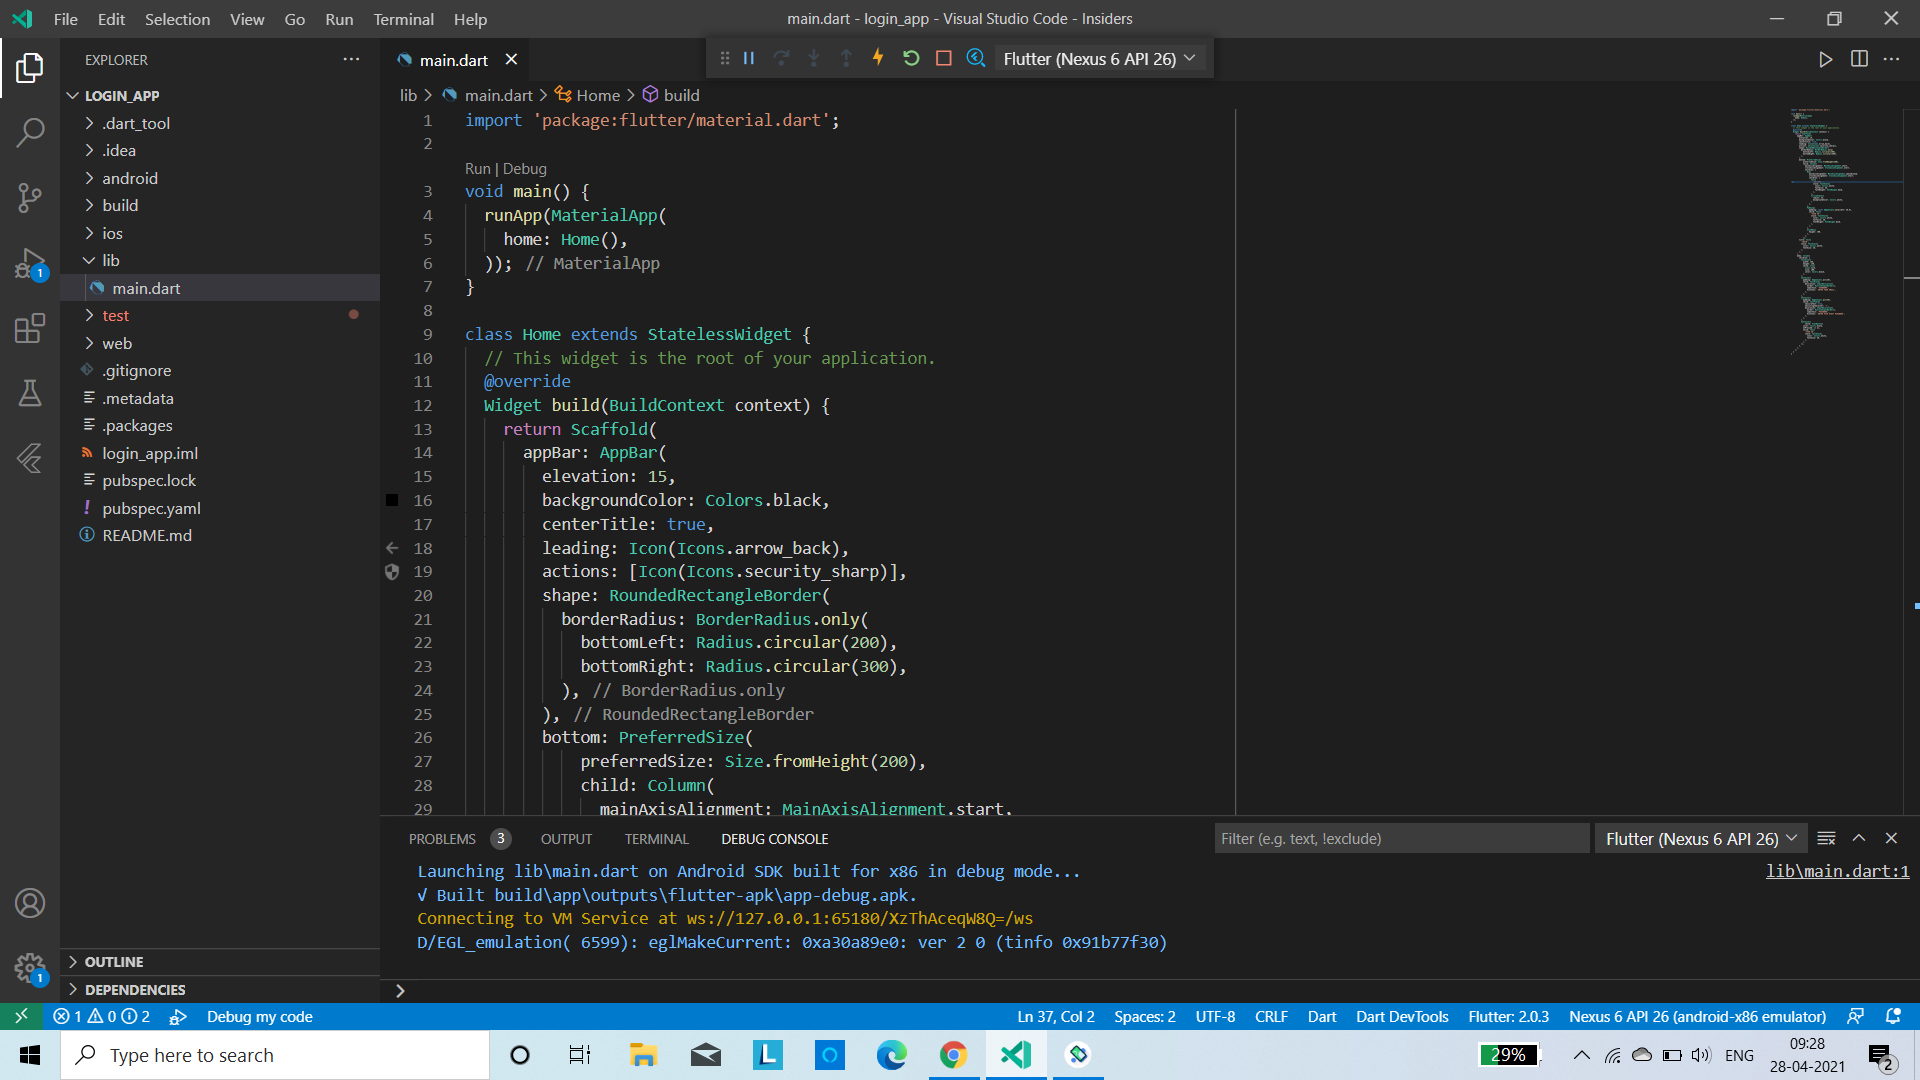 File Edit Selection View Go Run Terminal Help
main.dart - login_app - Visual Studio Code - Insiders
EXPLORER
LOGIN_APP
.dart_tool
.idea
android
build
ios
lib
main.dart
test
web
.gitignore
.metadata
.packages
login_app.iml
pubspec.lock
! pubspec.yaml
README.md
OUTLINE
DEPENDENCIES
1
1
main.dart
Flutter (Nexus 6 API 26)
lib > main.dart > Home > build
1 import 'package:flutter/material.dart';
2
Run | Debug
3 void main() {
4 runApp(MaterialApp(
5 home: Home(),
6 )); // MaterialApp
7 }
8
9 class Home extends StatelessWidget {
10 // This widget is the root of your application.
11 @override
12 Widget build(BuildContext context) {
13 return Scaffold(
14 appBar: AppBar(
15 elevation: 15,
16 backgroundColor: Colors.black,
17 centerTitle: true,
18 leading: Icon(Icons.arrow_back),
19 actions: [Icon(Icons.security_sharp)],
20 shape: RoundedRectangleBorder(
21 borderRadius: BorderRadius.only(
22 bottomLeft: Radius.circular(200),
23 bottomRight: Radius.circular(300),
24 ), // BorderRadius.only
25 ), // RoundedRectangleBorder
26 bottom: PreferredSize(
27 preferredSize: Size.fromHeight(200),
28 child: Column(
29 mainAxisAlignment: MainAxisAlignment.start,
PROBLEMS 3 OUTPUT TERMINAL DEBUG CONSOLE
Filter (e.g. text, !exclude)
Flutter (Nexus 6 API 26)
Launching lib\main.dart on Android SDK built for x86 in debug mode...
lib\main.dart:1
√ Built build\app\outputs\flutter-apk\app-debug.apk.
Connecting to VM Service at ws://127.0.0.1:65180/XzThAceqW8Q=/ws
D/EGL_emulation( 6599): eglMakeCurrent: 0xa30a89e0: ver 2 0 (tinfo 0x91b77f30)
1 0 2 Debug my code
Ln 37, Col 2 Spaces: 2 UTF-8 CRLF Dart Dart DevTools Flutter: 2.0.3 Nexus 6 API 26 (android-x86 emulator)
Type here to search
L
29%
ENG
09:28
28-04-2021
2